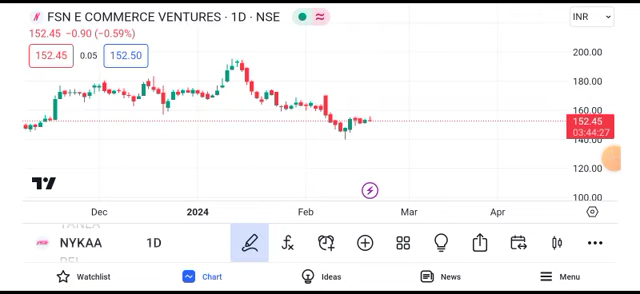 FSN E COMMERCE VENTURES · 1D · NSE
INR
152.45 −0.90 (−0.59%)
152.45 0.05 152.50
200.00
180.00
160.00
152.45
03:44:27
140.00
120.00
100.00
Dec 2024 Feb Mar Apr
NYKAA 1D
Watchlist Chart Ideas News Menu